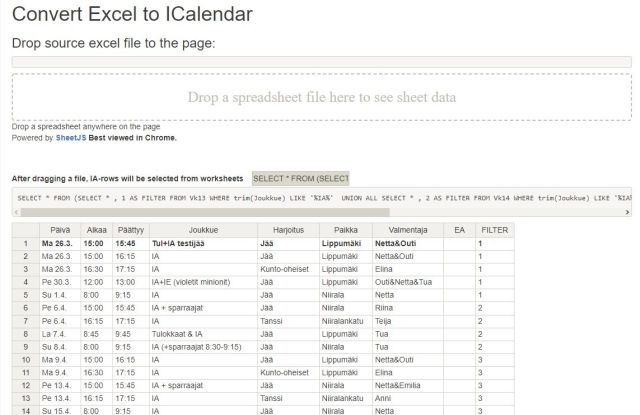 Convert Excel to ICalendar
Drop source excel file to the page:
Drop a spreadsheet file here to see sheet data
Drop a spreadsheet anywhere on the page
Powered by SheetJS Best viewed in Chrome.
After dragging a file, IA-rows will be selected from worksheets SELECT * FROM (SELECT
SELECT * FROM (SELECT * , 1 AS FILTER FROM Vk13 WHERE trim(Joukkue) LIKE '%IA%' UNION ALL SELECT * , 2 AS FILTER FROM Vk14 WHERE trim(Joukkue) LIKE '%IA%
Päivä Alkaa Päättyy Joukkue Harjoitus Paikka Valmentaja EA FILTER
1 Ma 26.3. 15:00 15:45 Tul+IA testijää Jää Lippumäki Netta&Outi 1
2 Ma 26.3. 15:00 16:15 IA Jää Lippumäki Netta&Outi 1
3 Ma 26.3. 16:30 17:15 IA Kunto-oheiset Lippumäki Elina 1
4 Pe 30.3. 12:00 13:00 IA+IE (violetit minionit) Jää Lippumäki Outi&Netta&Tua 1
5 Su 1.4. 8:00 9:15 IA Jää Niirala Netta 1
6 Pe 6.4. 15:00 15:45 IA + sparraajat Jää Niirala Riina 2
7 Pe 6.4. 16:15 17:15 IA Tanssi Niiralankatu Teija 2
8 La 7.4. 8:45 9:45 Tulokkaat & IA Jää Lippumäki Tua 2
9 Su 8.4. 8:00 9:15 IA (+sparraajat 8:30-9:15) Jää Niirala Tua 2
10 Ma 9.4. 15:00 16:15 IA Jää Lippumäki Netta&Outi 3
11 Ma 9.4. 16:30 17:15 IA Kunto-oheiset Lippumäki Elina 3
12 Pe 13.4. 15:00 15:45 IA + sparraajat Jää Niirala Netta&Emilia 3
13 Pe 13.4. 16:15 17:15 IA Tanssi Niiralankatu Anni 3
14 Su 15.4. 8:00 9:15 IA Jää Niirala Netta 3